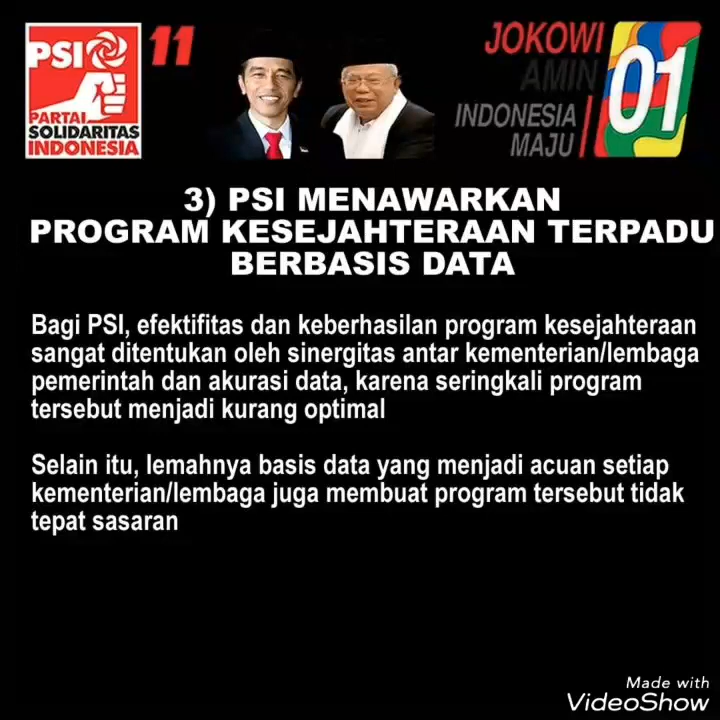 PSI
PARTAI
SOLIDARITAS
INDONESIA
11
JOKOWI
AMIN
INDONESIA
MAJU
01
3) PSI MENAWARKAN
PROGRAM KESEJAHTERAAN TERPADU
BERBASIS DATA
Bagi PSI, efektifitas dan keberhasilan program kesejahteraan
sangat ditentukan oleh sinergitas antar kementerian/lembaga
pemerintah dan akurasi data, karena seringkali program
tersebut menjadi kurang optimal
Selain itu, lemahnya basis data yang menjadi acuan setiap
kementerian/lembaga juga membuat program tersebut tidak
tepat sasaran
Made with
VideoShow